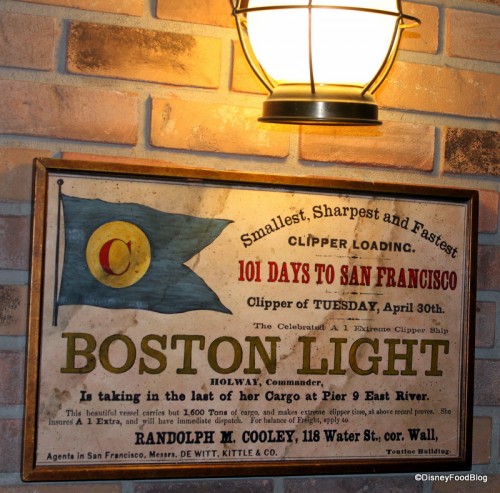 C
Smallest, Sharpest and Fastest
CLIPPER LOADING.
101 DAYS TO SAN FRANCISCO
Clipper of TUESDAY, April 30th.
The Celebrated A 1 Extreme Clipper Ship
BOSTON LIGHT
HOLWAY, Commander,
Is taking in the last of her Cargo at Pier 9 East River.
This beautiful vessel carries but 1,600 Tons of cargo, and makes extreme clipper time, as above record proves. She
insures A 1 Extra, and will have immediate dispatch. For balance of Freight, apply to
RANDOLPH M. COOLEY, 118 Water St., cor. Wall,
Agents in San Francisco, Messrs. DE WITT, KITTLE & CO.
Tontine Building.
©DisneyFoodBlog